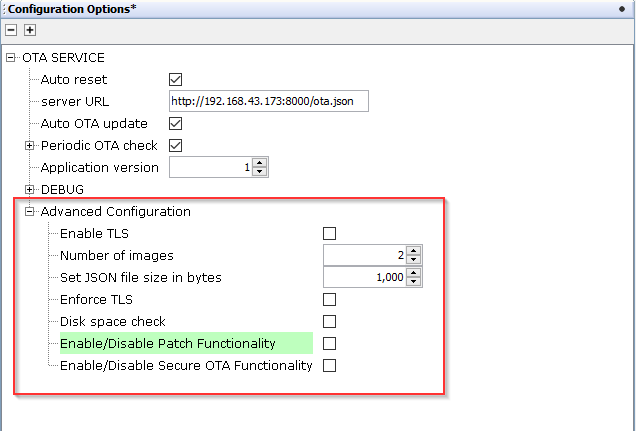 Configuration Options*
OTA SERVICE
Auto reset
server URL http://192.168.43.173:8000/ota.json
Auto OTA update
Periodic OTA check
Application version 1
DEBUG
Advanced Configuration
Enable TLS
Number of images 2
Set JSON file size in bytes 1,000
Enforce TLS
Disk space check
Enable/Disable Patch Functionality
Enable/Disable Secure OTA Functionality